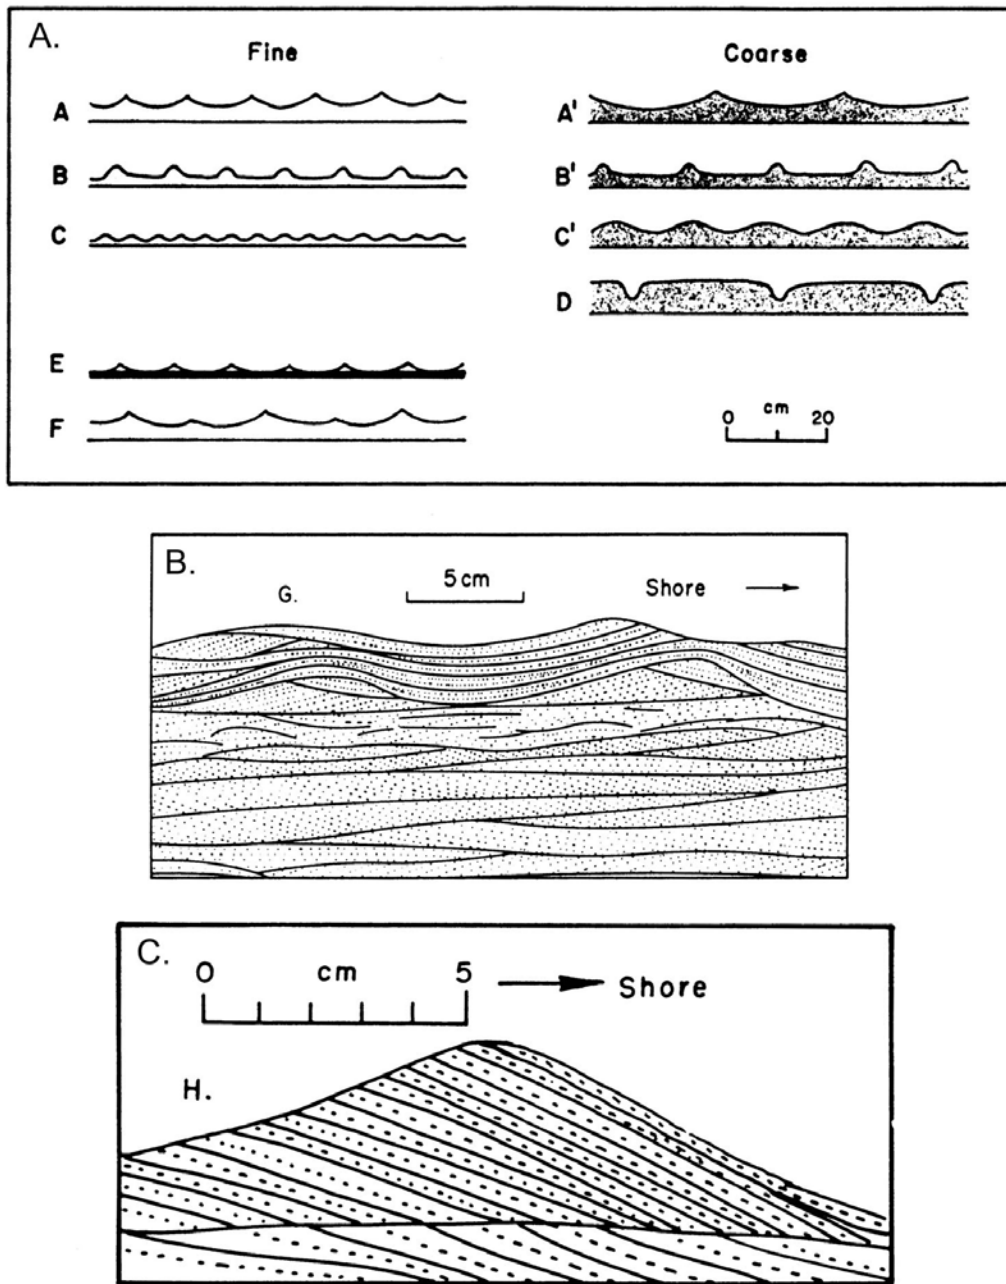 A.
Fine Coarse
A A'
B B'
C C'
D
E
F
0 cm 20
B.
G. 5 cm Shore
C.
0 cm 5
Shore
H.